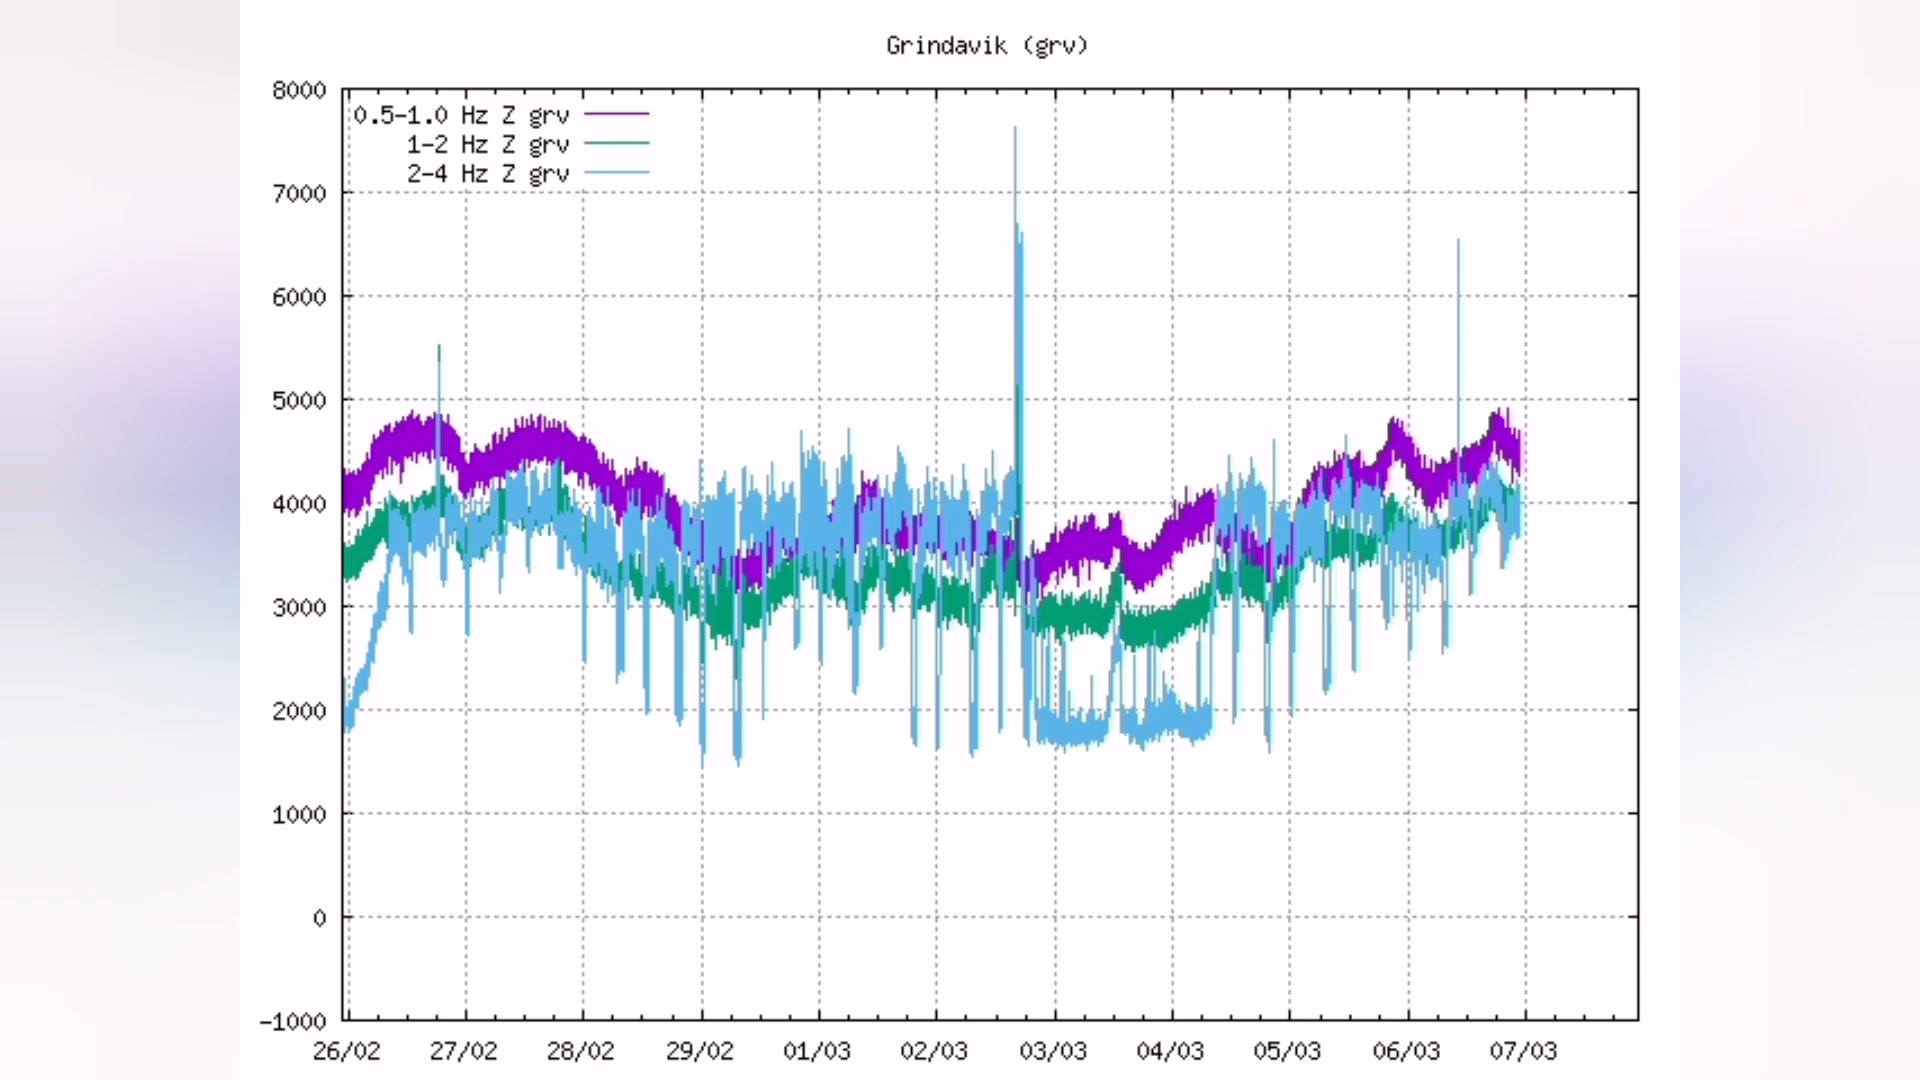 Grindavik (grv)
8000
0.5-1.0 Hz Z grv
1-2 Hz Z grv
2-4 Hz Z grv
7000
6000
5000
4000
3000
2000
1000
0
-1000
26/02 27/02 28/02 29/02 01/03 02/03 03/03 04/03 05/03 06/03 07/03